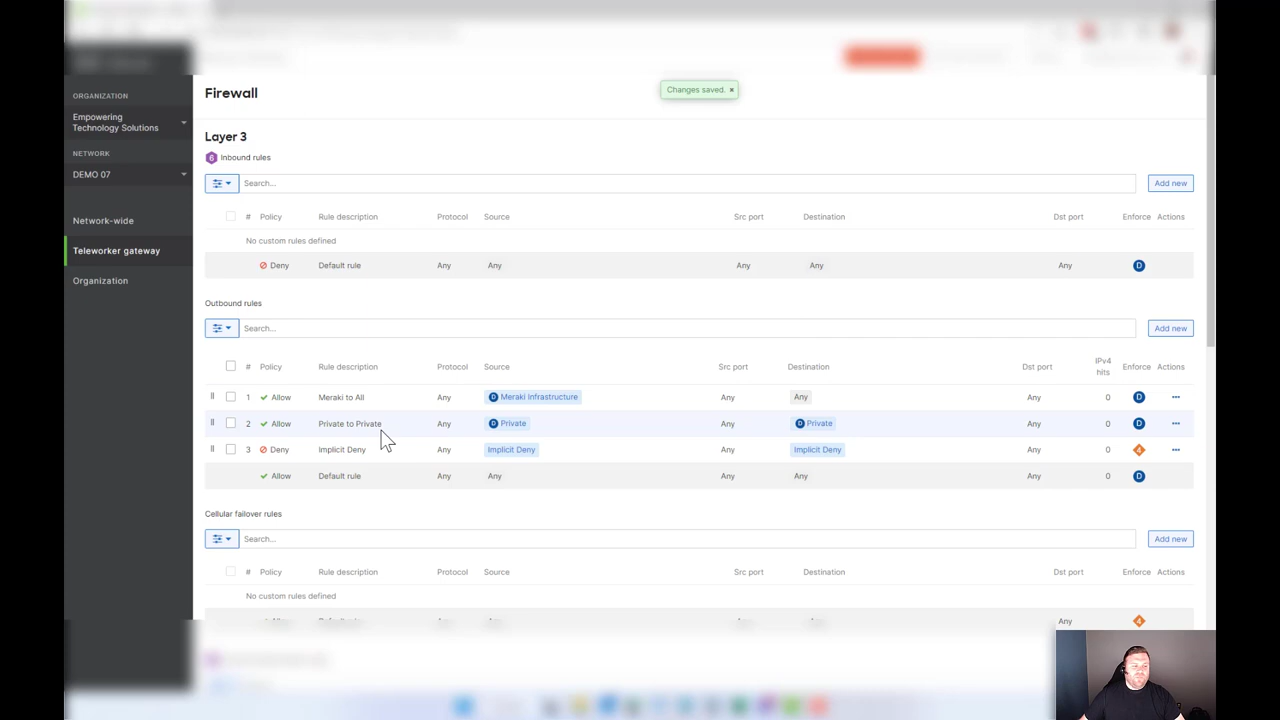 ORGANIZATION
Empowering
Technology Solutions
NETWORK
DEMO 07
Network-wide
Teleworker gateway
Organization
Firewall
Changes saved. ×
Layer 3
6 Inbound rules
Search...
Add new
# Policy Rule description Protocol Source Src port Destination Dst port Enforce Actions
No custom rules defined
Deny Default rule Any Any Any Any Any D
Outbound rules
Search...
Add new
# Policy Rule description Protocol Source Src port Destination Dst port IPv4 hits Enforce Actions
1 Allow Meraki to All Any D Meraki Infrastructure Any Any Any 0 D ...
2 Allow Private to Private Any D Private Any D Private Any 0 D ...
3 Deny Implicit Deny Any Implicit Deny Any Implicit Deny Any 0 4 ...
Allow Default rule Any Any Any Any Any 0 D
Cellular failover rules
Search...
Add new
# Policy Rule description Protocol Source Src port Destination Dst port Enforce Actions
No custom rules defined
Any 4